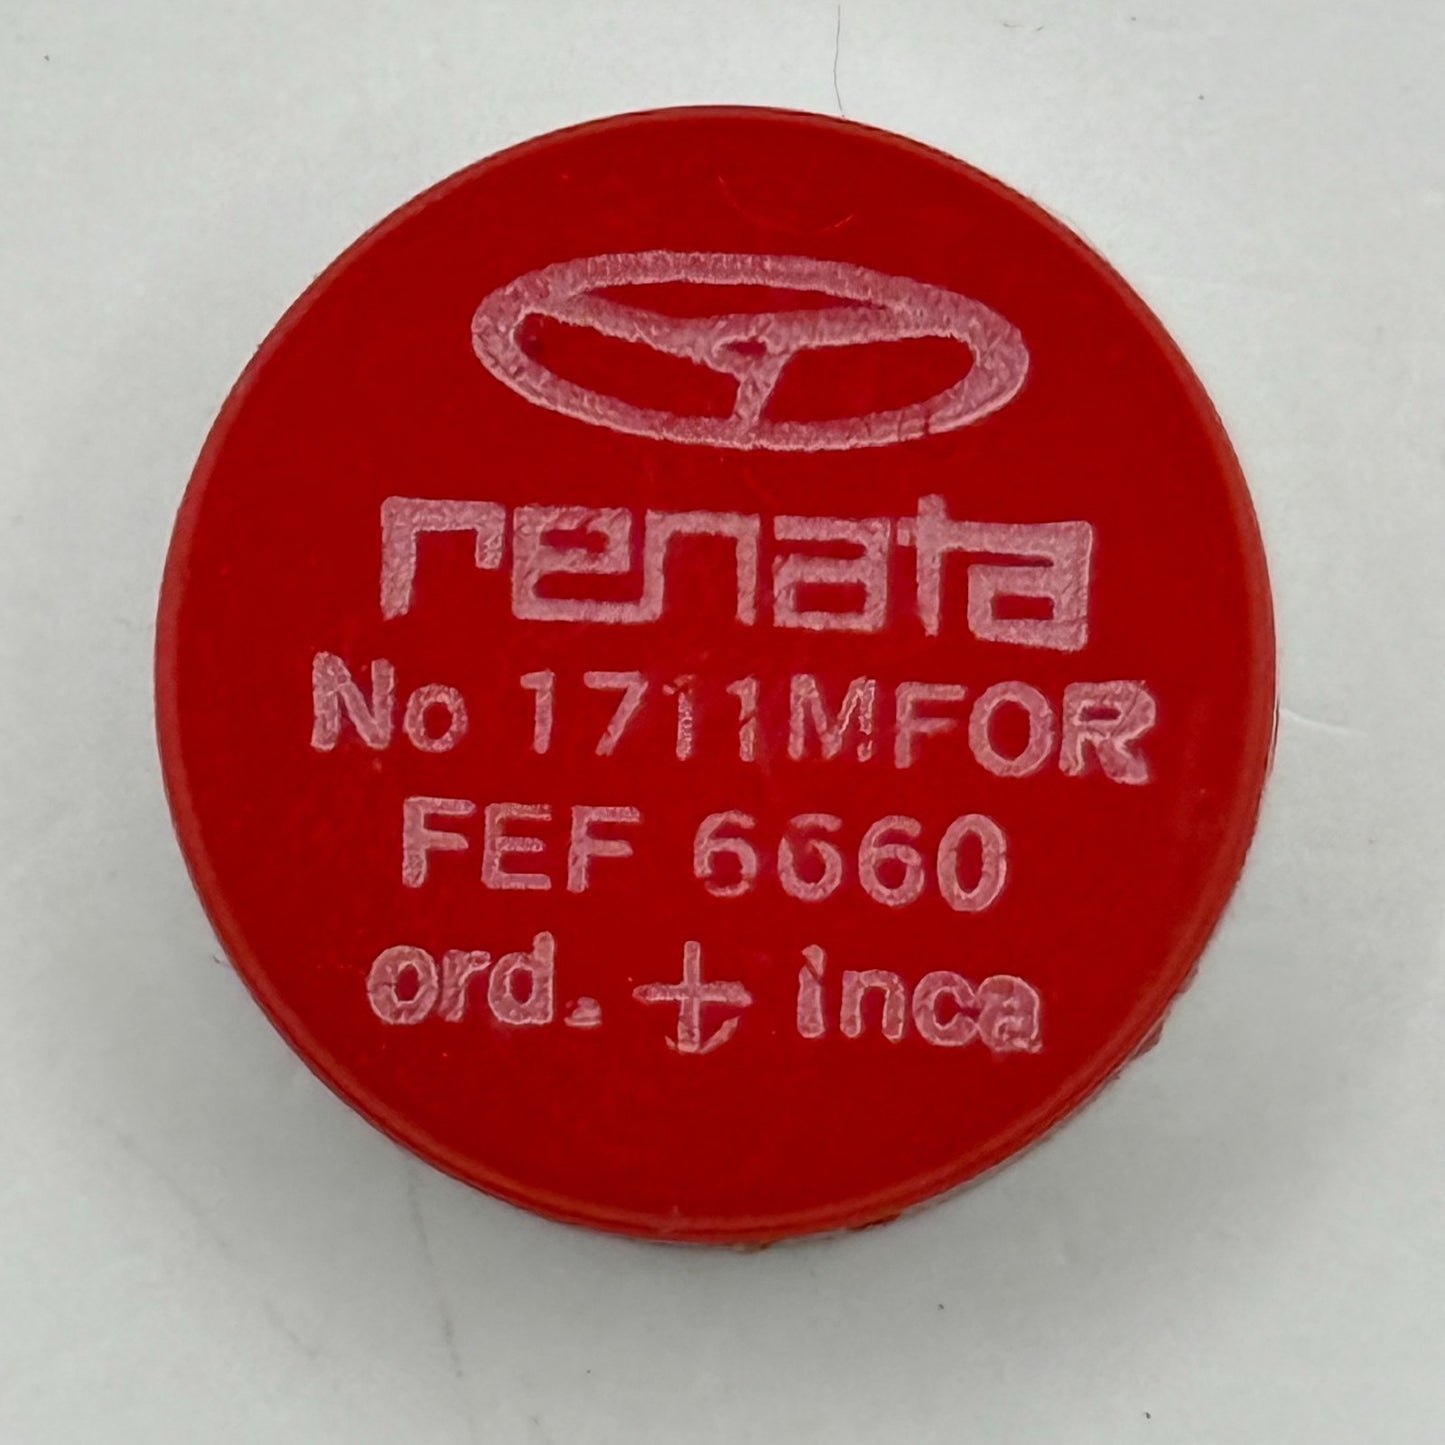 renata
No 1711MFOR
FEF 6660
ord. + inca